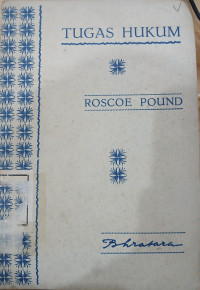 TUGAS HUKUM
ROSCOE POUND
Bhratara